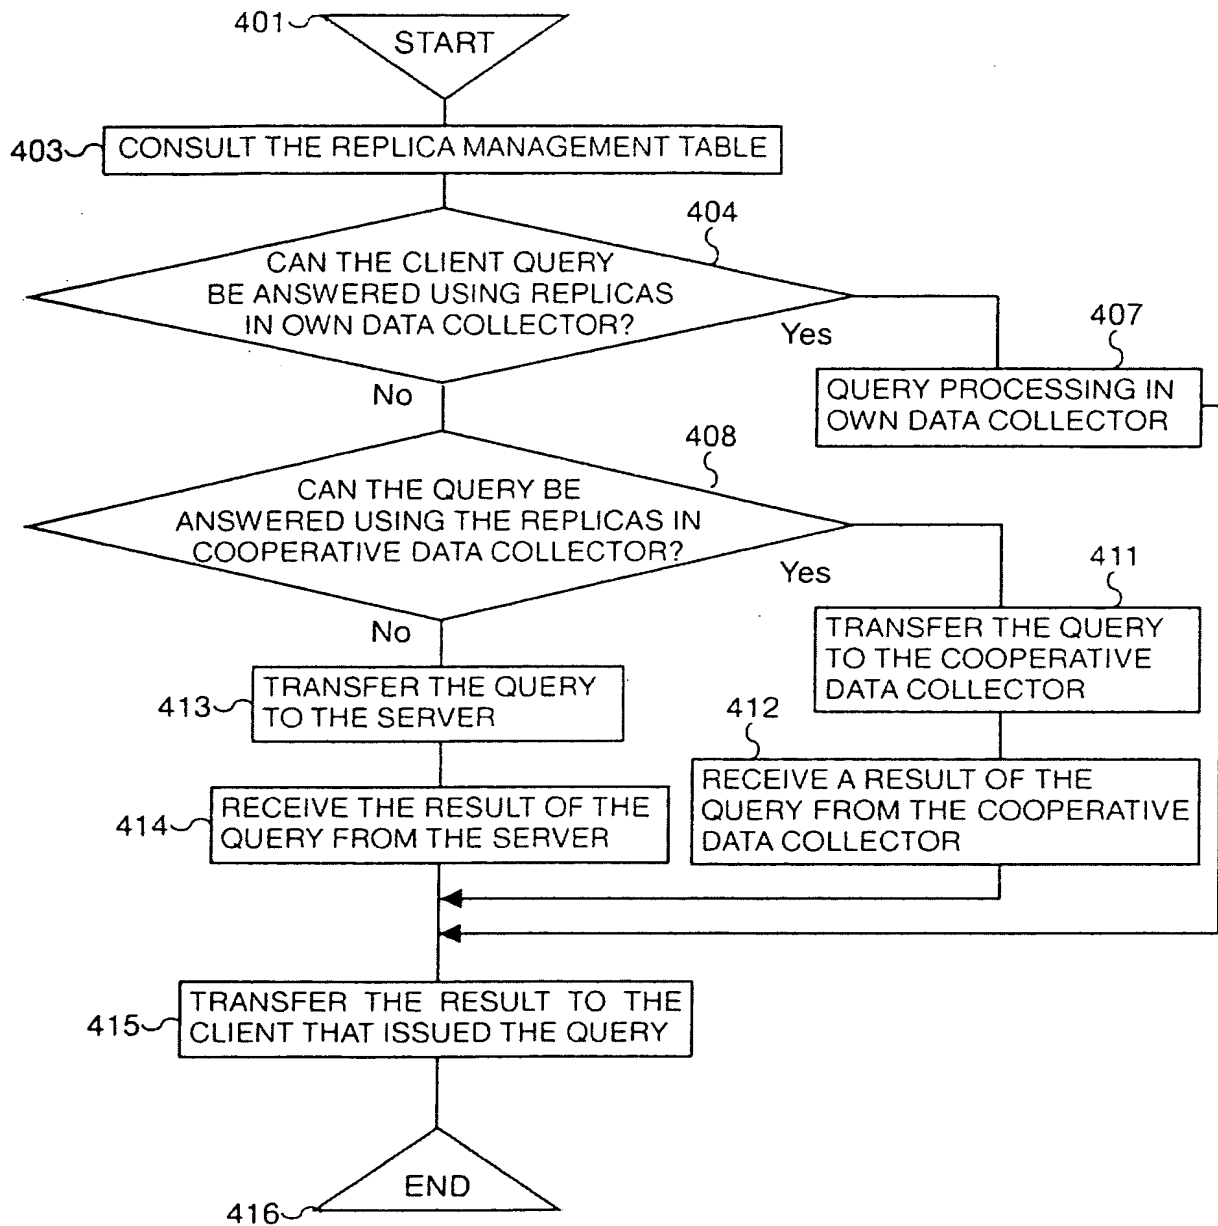 401
START
403
CONSULT THE REPLICA MANAGEMENT TABLE
404
CAN THE CLIENT QUERY
BE ANSWERED USING REPLICAS
IN OWN DATA COLLECTOR?
Yes
No
407
QUERY PROCESSING IN
OWN DATA COLLECTOR
408
CAN THE QUERY BE
ANSWERED USING THE REPLICAS IN
COOPERATIVE DATA COLLECTOR?
Yes
No
411
TRANSFER THE QUERY
TO THE COOPERATIVE
DATA COLLECTOR
413
TRANSFER THE QUERY
TO THE SERVER
412
RECEIVE A RESULT OF THE
QUERY FROM THE COOPERATIVE
DATA COLLECTOR
414
RECEIVE THE RESULT OF THE
QUERY FROM THE SERVER
415
TRANSFER THE RESULT TO THE
CLIENT THAT ISSUED THE QUERY
END
416